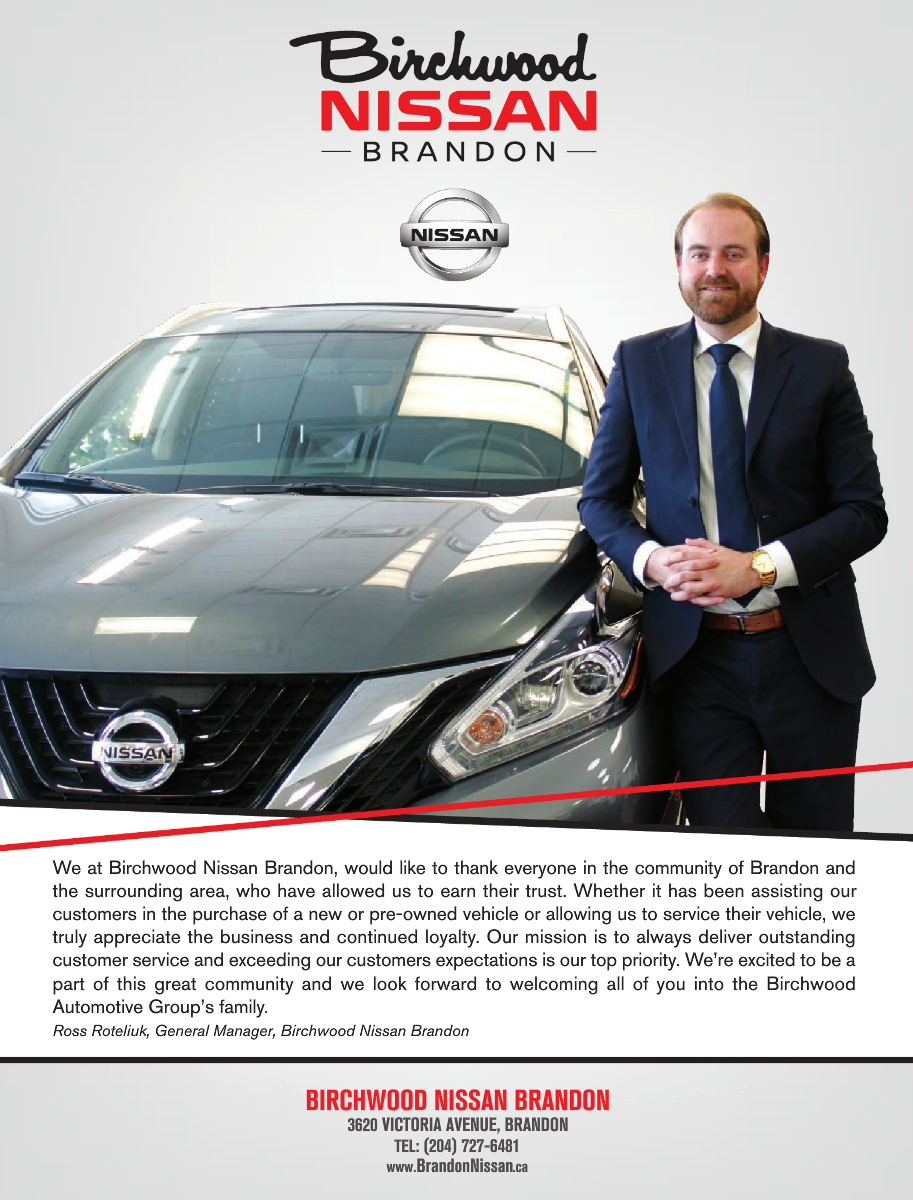 Birchwood
NISSAN
BRANDON
NISSAN
NISSAN
We at Birchwood Nissan Brandon, would like to thank everyone in the community of Brandon and
the surrounding area, who have allowed us to earn their trust. Whether it has been assisting our
customers in the purchase of a new or pre-owned vehicle or allowing us to service their vehicle, we
truly appreciate the business and continued loyalty. Our mission is to always deliver outstanding
customer service and exceeding our customers expectations is our top priority. We're excited to be a
part of this great community and we look forward to welcoming all of you into the Birchwood
Automotive Group's family.
Ross Roteliuk, General Manager, Birchwood Nissan Brandon
BIRCHWOOD NISSAN BRANDON
3620 VICTORIA AVENUE, BRANDON
TEL: (204) 727-6481
www.BrandonNissan.ca